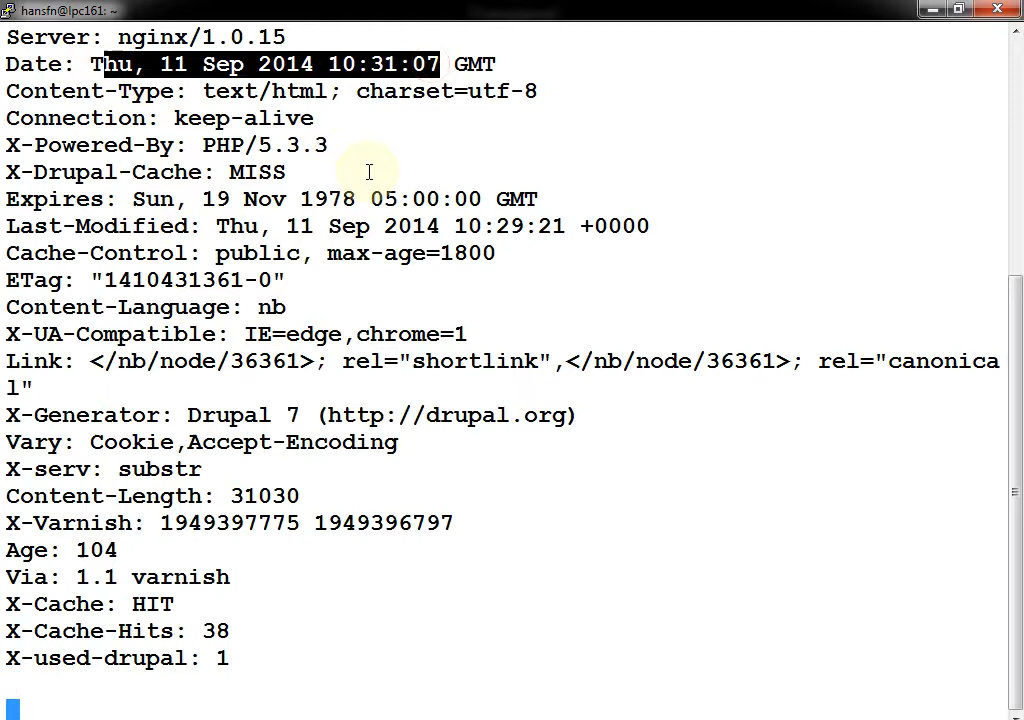 hansfn@lpc161: ~
Server: nginx/1.0.15
Date: Thu, 11 Sep 2014 10:31:07 GMT
Content-Type: text/html; charset=utf-8
Connection: keep-alive
X-Powered-By: PHP/5.3.3
X-Drupal-Cache: MISS
Expires: Sun, 19 Nov 1978 05:00:00 GMT
Last-Modified: Thu, 11 Sep 2014 10:29:21 +0000
Cache-Control: public, max-age=1800
ETag: "1410431361-0"
Content-Language: nb
X-UA-Compatible: IE=edge,chrome=1
Link: </nb/node/36361>; rel="shortlink",</nb/node/36361>; rel="canonica
l"
X-Generator: Drupal 7 (http://drupal.org)
Vary: Cookie,Accept-Encoding
X-serv: substr
Content-Length: 31030
X-Varnish: 1949397775 1949396797
Age: 104
Via: 1.1 varnish
X-Cache: HIT
X-Cache-Hits: 38
X-used-drupal: 1